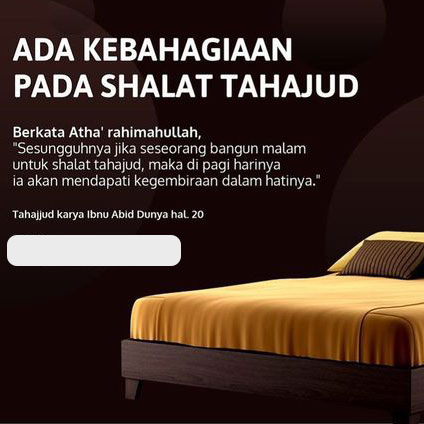 ADA KEBAHAGIAAN
PADA SHALAT TAHAJUD
Berkata Atha' rahimahullah,
"Sesungguhnya jika seseorang bangun malam
untuk shalat tahajud, maka di pagi harinya
ia akan mendapati kegembiraan dalam hatinya."
Tahajjud karya Ibnu Abid Dunya hal. 20